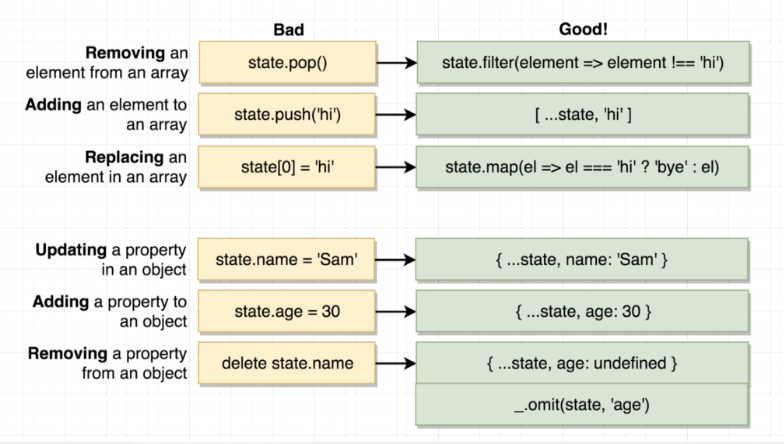 Bad
Good!
Removing an
element from an array
state.pop()
state.filter(element => element !== 'hi')
Adding an element to
an array
state.push('hi')
[ ...state, 'hi' ]
Replacing an
element in an array
state[0] = 'hi'
state.map(el => el === 'hi' ? 'bye' : el)
Updating a property
in an object
state.name = 'Sam'
{ ...state, name: 'Sam' }
Adding a property to
an object
state.age = 30
{ ...state, age: 30 }
Removing a property
from an object
delete state.name
{ ...state, age: undefined }
_.omit(state, 'age')